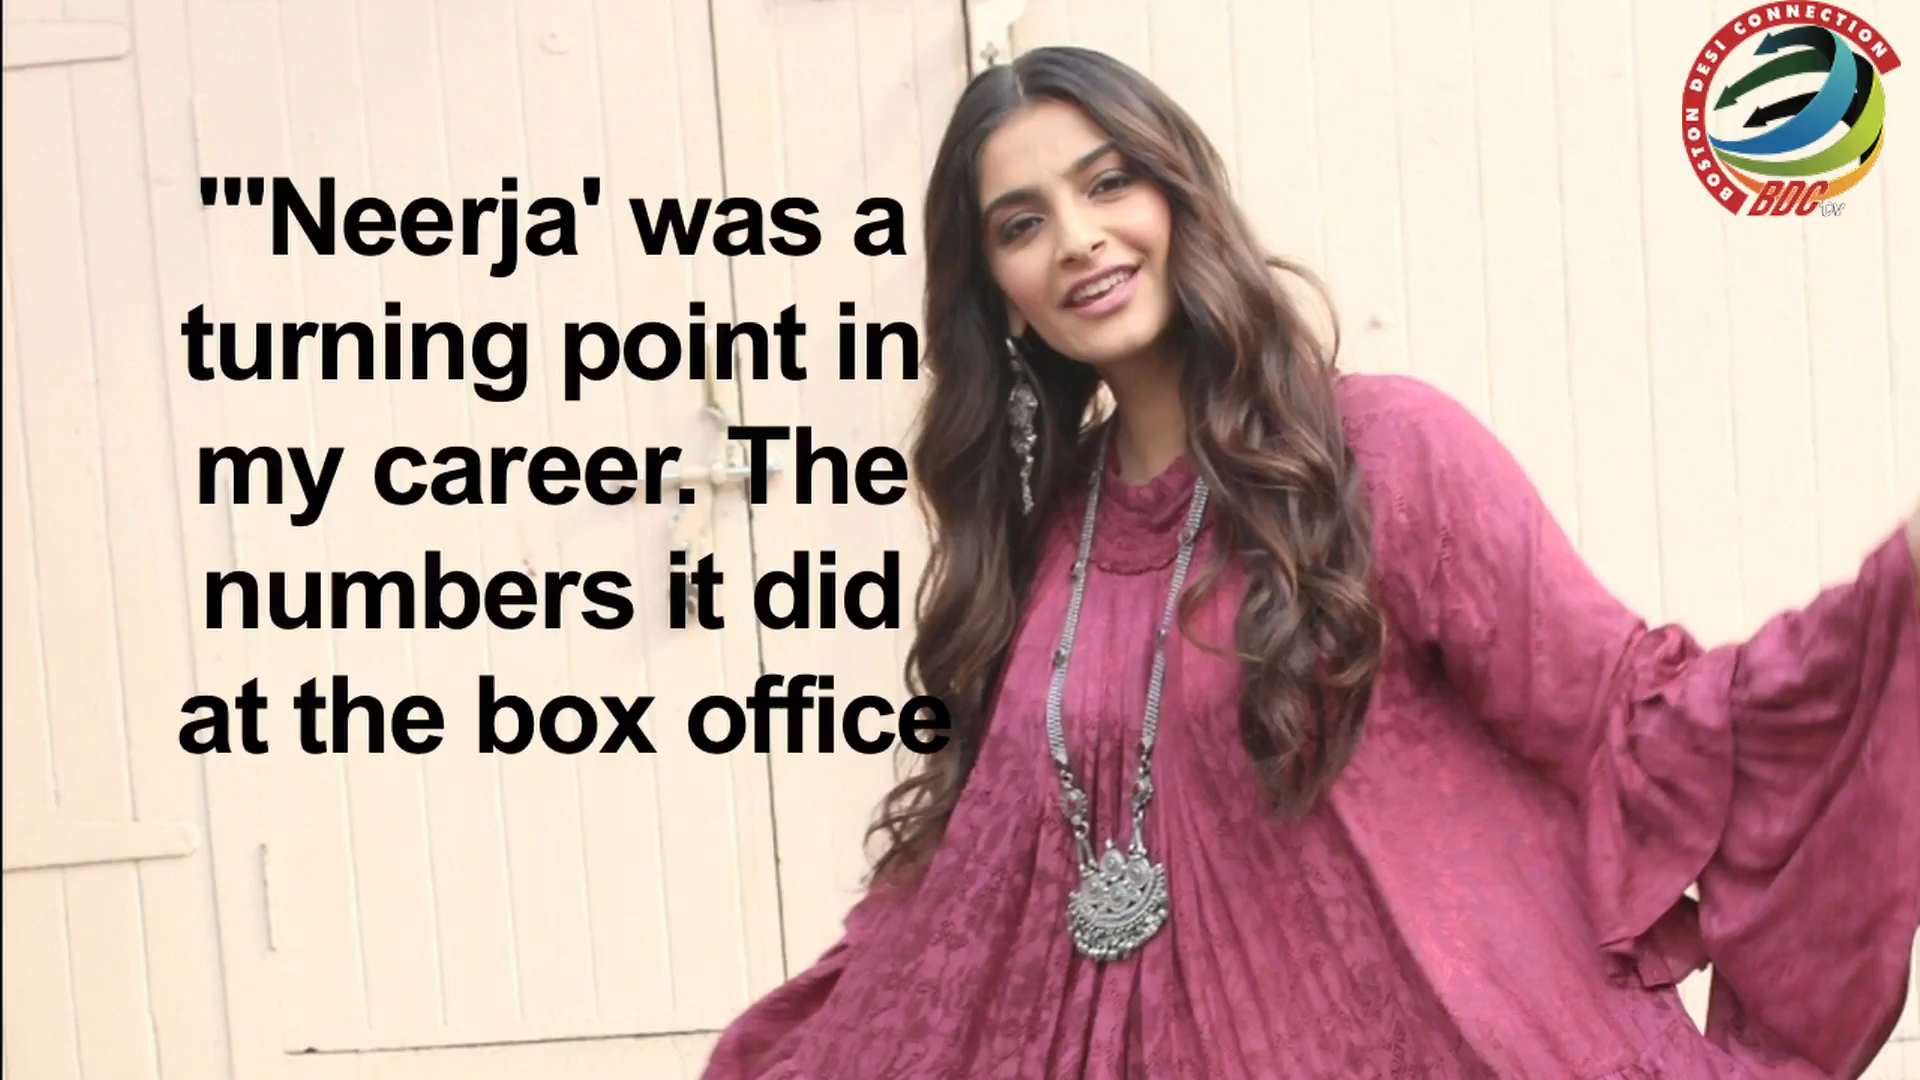 "'Neerja' was a
turning point in
my career. The
numbers it did
at the box office
BOSTON DESI CONNECTION
BDC tv